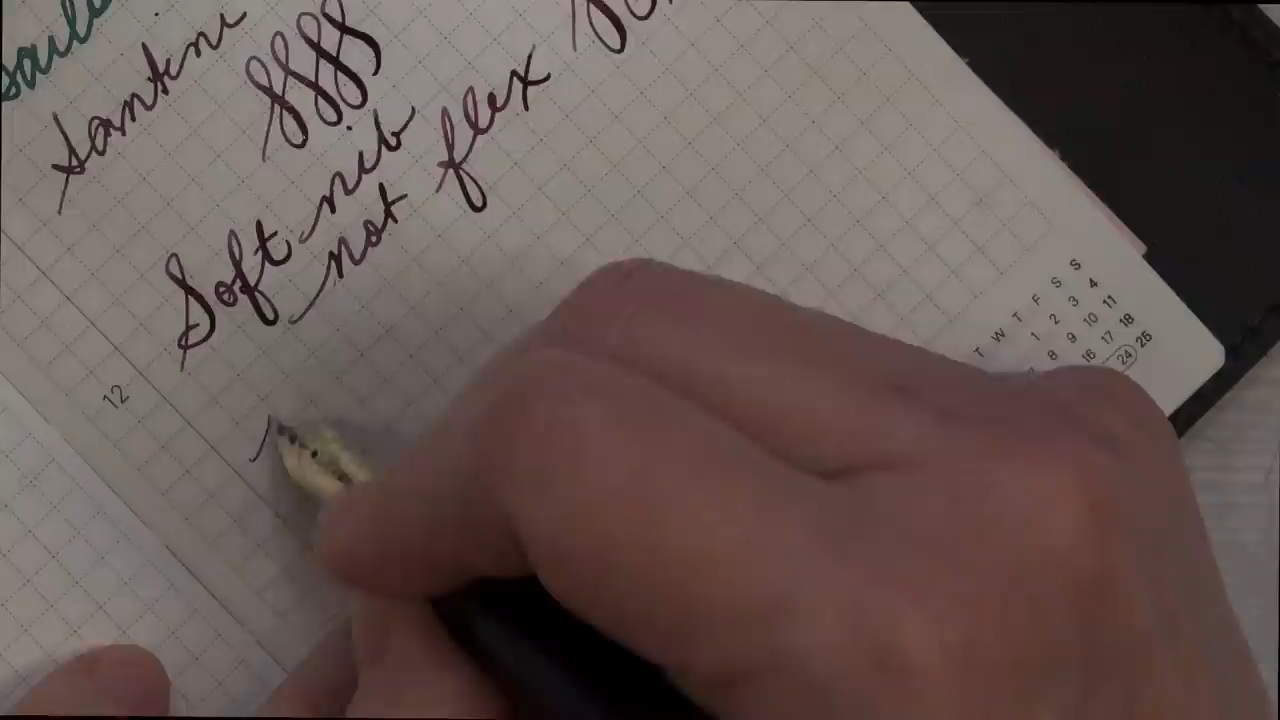 Santini
Soft nib
not flex
12
T W T F S S
1 2 3 4
8 9 10 11
16 17 18
24 25